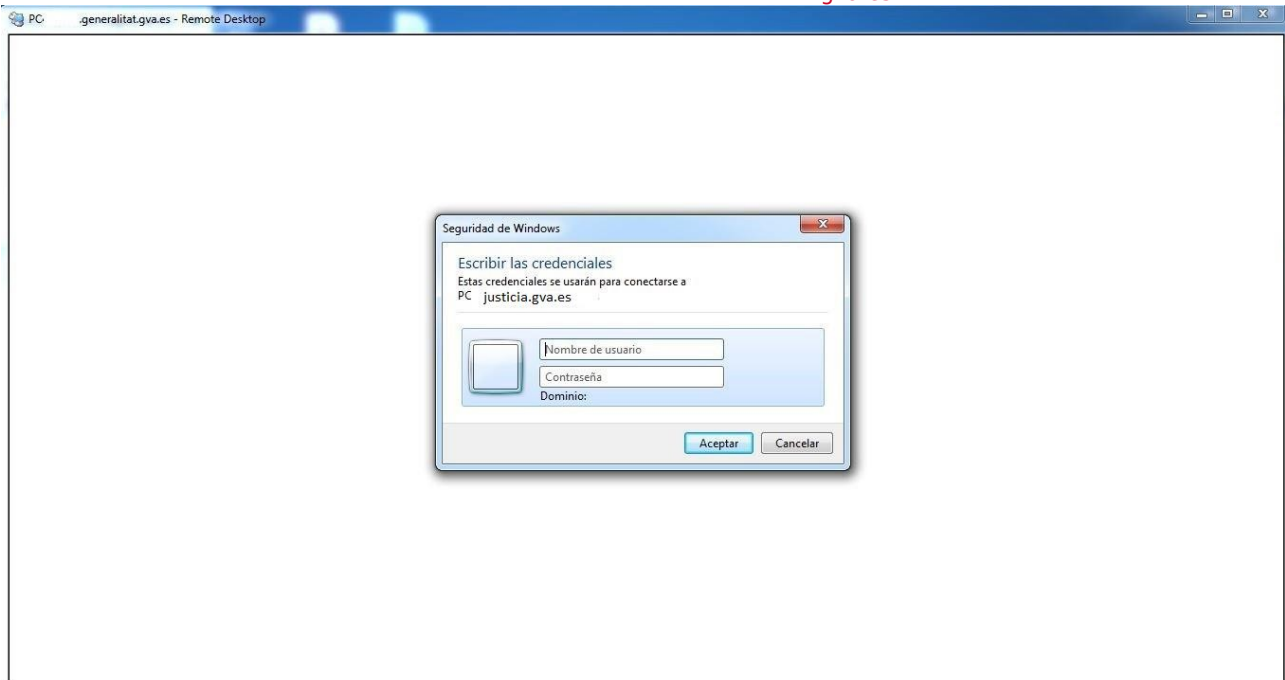 PC- .generalitat.gva.es - Remote Desktop
Seguridad de Windows
Escribir las credenciales
Estas credenciales se usarán para conectarse a
PC justicia.gva.es
Nombre de usuario
Contraseña
Dominio:
Aceptar Cancelar